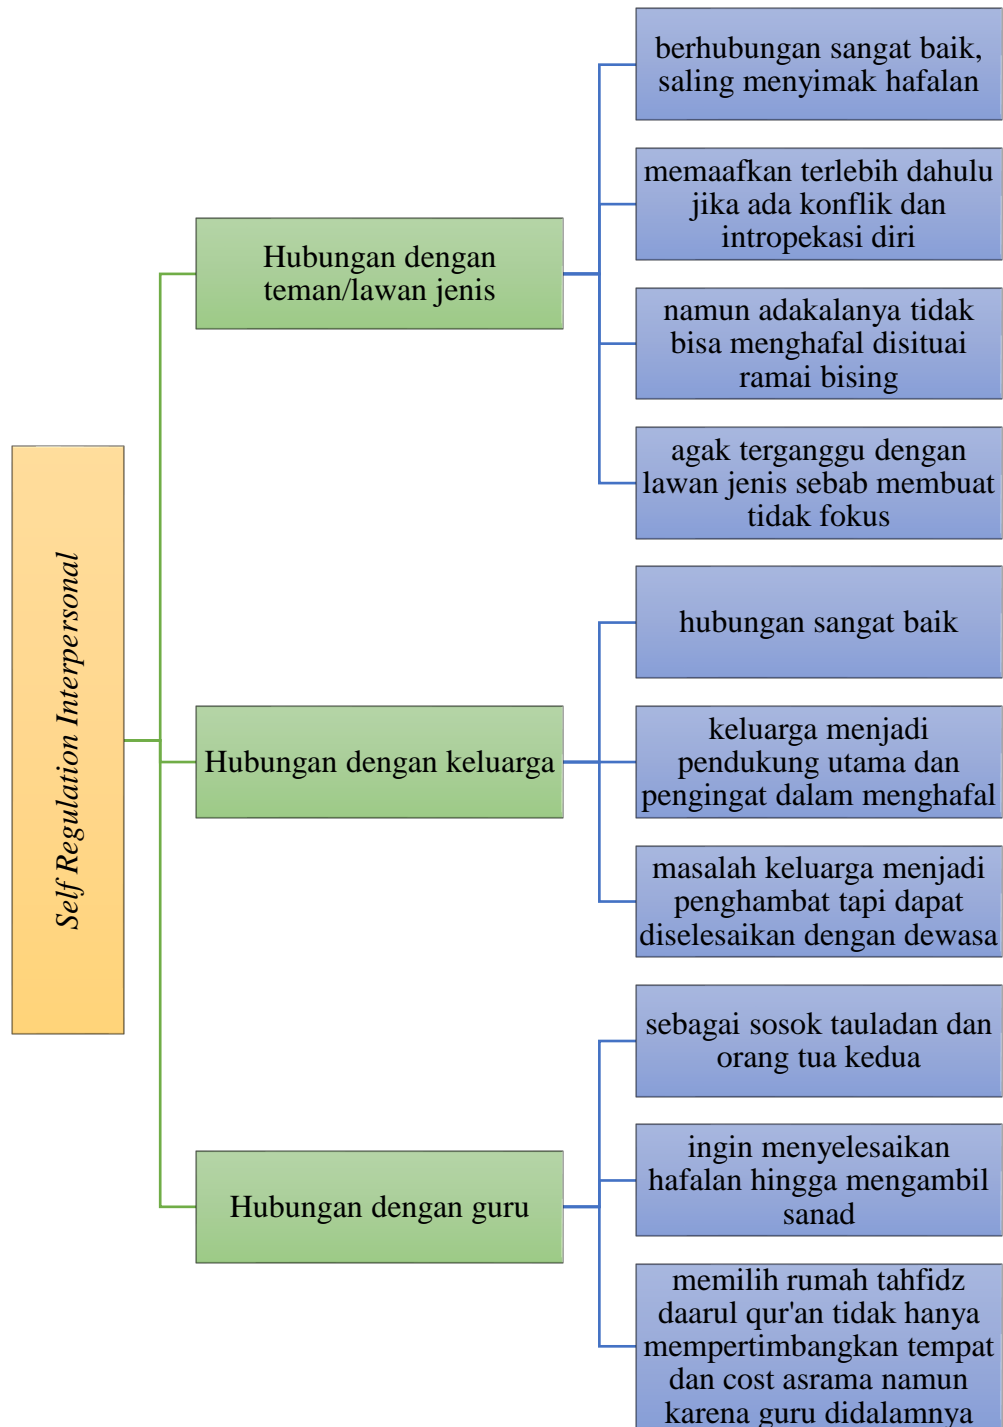 Self Regulation Interpersonal
Hubungan dengan
teman/lawan jenis
berhubungan sangat baik,
saling menyimak hafalan
memaafkan terlebih dahulu
jika ada konflik dan
intropekasi diri
namun adakalanya tidak
bisa menghafal disituai
ramai bising
agak terganggu dengan
lawan jenis sebab membuat
tidak fokus
Hubungan dengan keluarga
hubungan sangat baik
keluarga menjadi
pendukung utama dan
pengingat dalam menghafal
masalah keluarga menjadi
penghambat tapi dapat
diselesaikan dengan dewasa
Hubungan dengan guru
sebagai sosok tauladan dan
orang tua kedua
ingin menyelesaikan
hafalan hingga mengambil
sanad
memilih rumah tahfidz
daarul qur'an tidak hanya
mempertimbangkan tempat
dan cost asrama namun
karena guru didalamnya